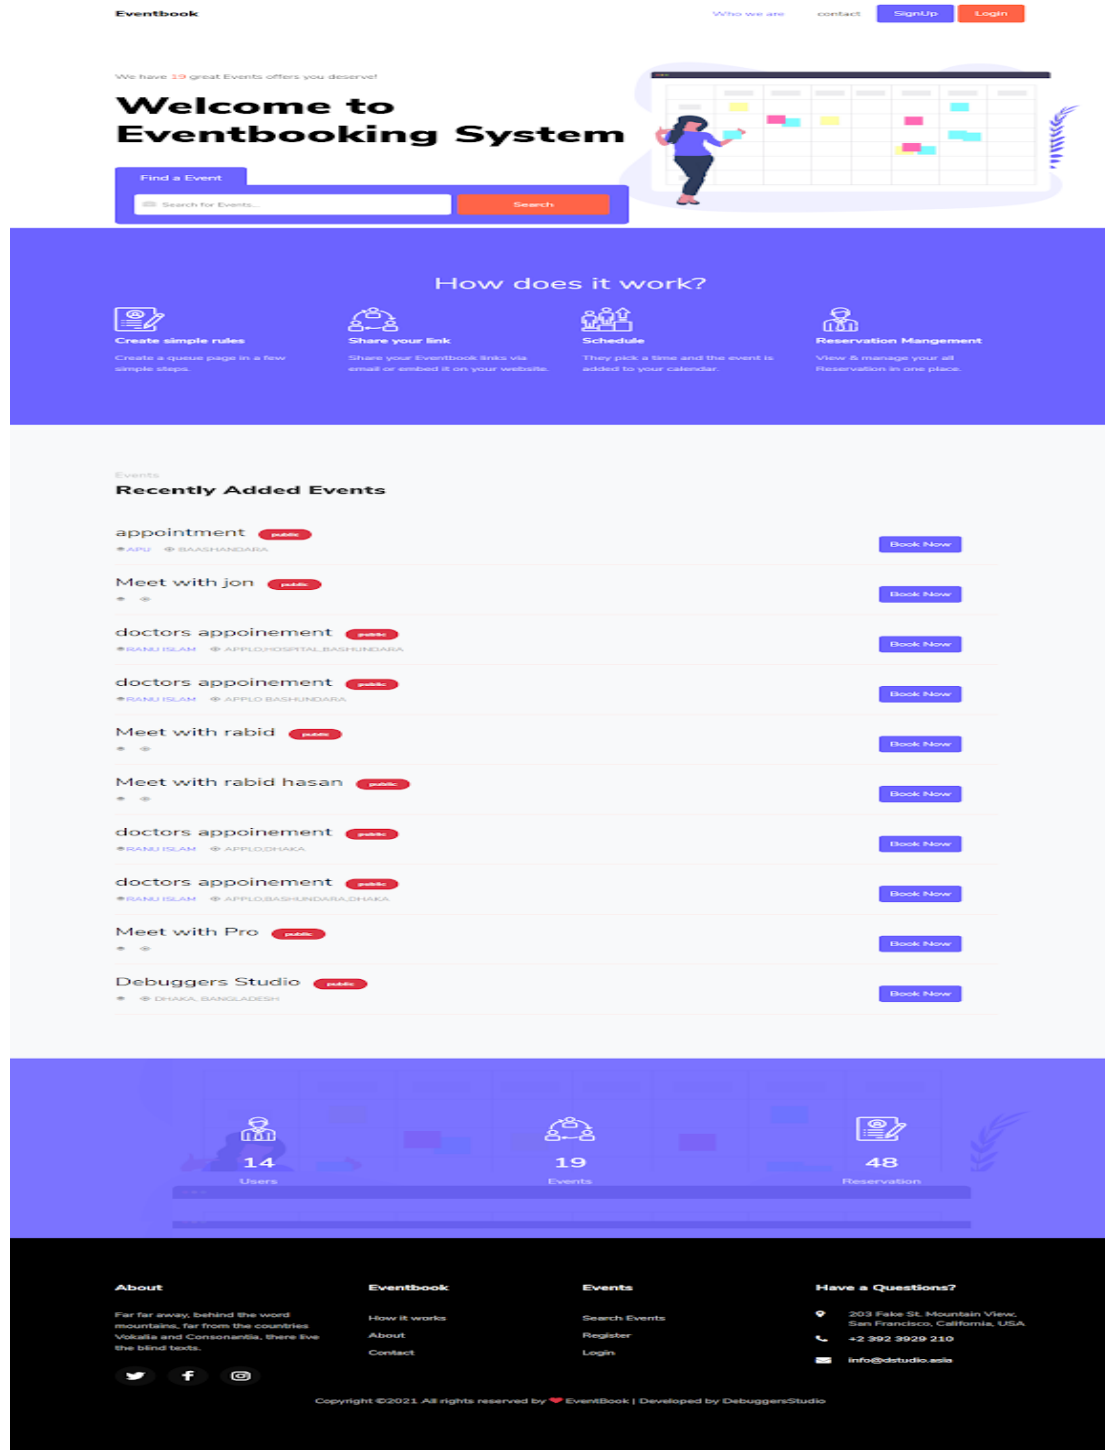 Eventbook
Who we are contact SignUp Login
We have 19 great Events offers you deserve!
Welcome to
Eventbooking System
Find a Event
Search for Events... Search
How does it work?
Create simple rules
Create a queue page in a few
simple steps.
Share your link
Share your Eventbook links via
email or embed it on your website.
Schedule
They pick a time and the event is
added to your calendar.
Reservation Mangement
View & manage your all
Reservation in one place.
Events
Recently Added Events
appointment public
APU BAASHANDARA
Book Now
Meet with jon public
Book Now
doctors appoinement public
RANU ISLAM APPLO,HOSPITAL,BASHUNDARA
Book Now
doctors appoinement public
RANU ISLAM APPLO BASHUNDARA
Book Now
Meet with rabid public
Book Now
Meet with rabid hasan public
Book Now
doctors appoinement public
RANU ISLAM APPLO,DHAKA
Book Now
doctors appoinement public
RANU ISLAM APPLO,BASHUNDARA,DHAKA
Book Now
Meet with Pro public
Book Now
Debuggers Studio public
DHAKA, BANGLADESH
Book Now
14
Users
19
Events
48
Reservation
About
Far far away, behind the word
mountains, far from the countries
Vokalia and Consonantia, there live
the blind texts.
Eventbook
How it works
About
Contact
Events
Search Events
Register
Login
Have a Questions?
203 Fake St. Mountain View,
San Francisco, California, USA
+2 392 3929 210
info@dstudio.asia
Copyright ©2021 All rights reserved by ❤ EventBook | Developed by DebuggersStudio